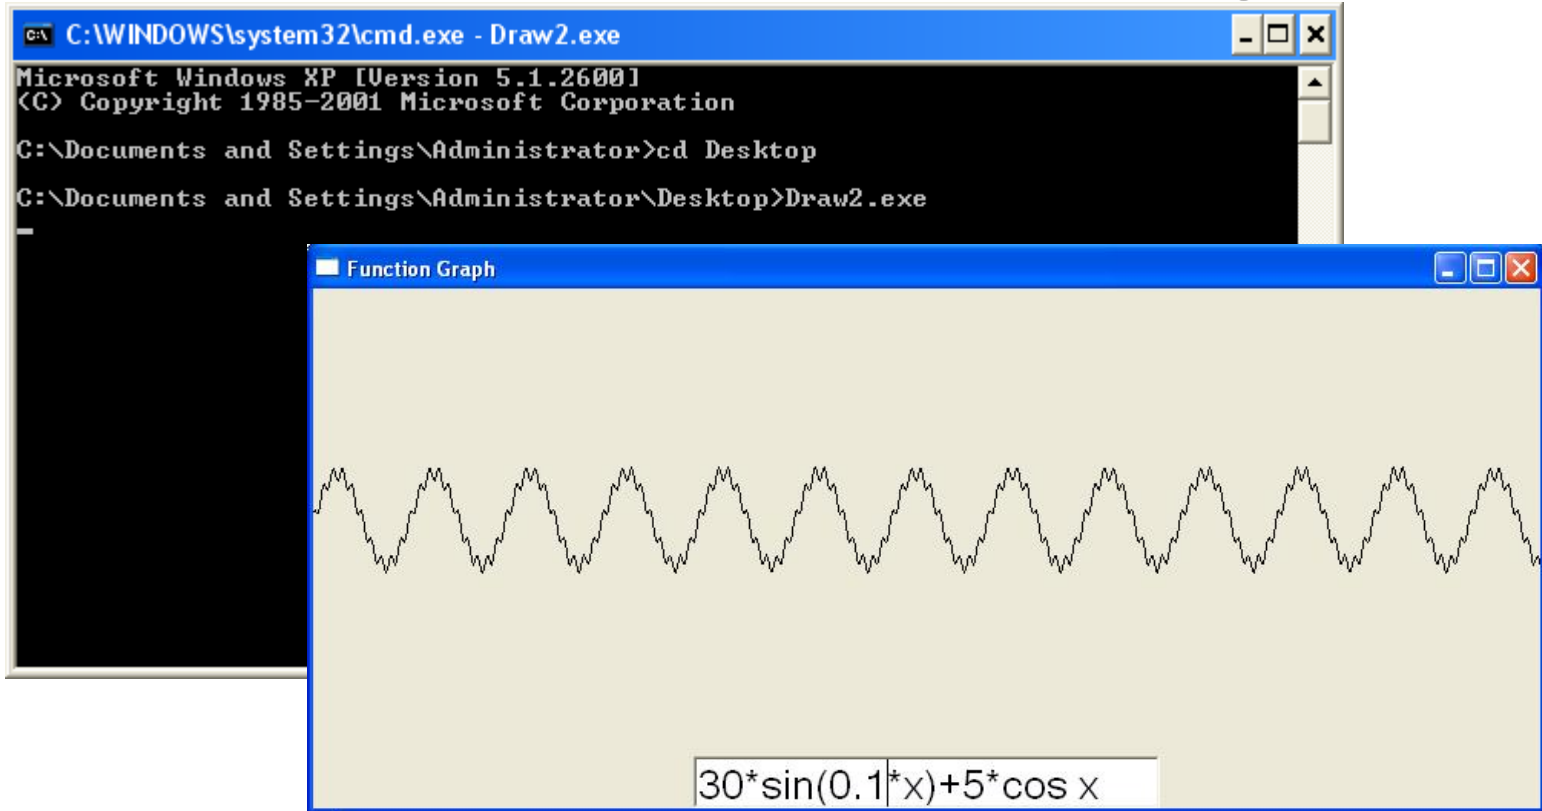 C:\WINDOWS\system32\cmd.exe - Draw2.exe
Microsoft Windows XP [Version 5.1.2600]
(C) Copyright 1985-2001 Microsoft Corporation
C:\Documents and Settings\Administrator>cd Desktop
C:\Documents and Settings\Administrator\Desktop>Draw2.exe
Function Graph
30*sin(0.1*x)+5*cos x